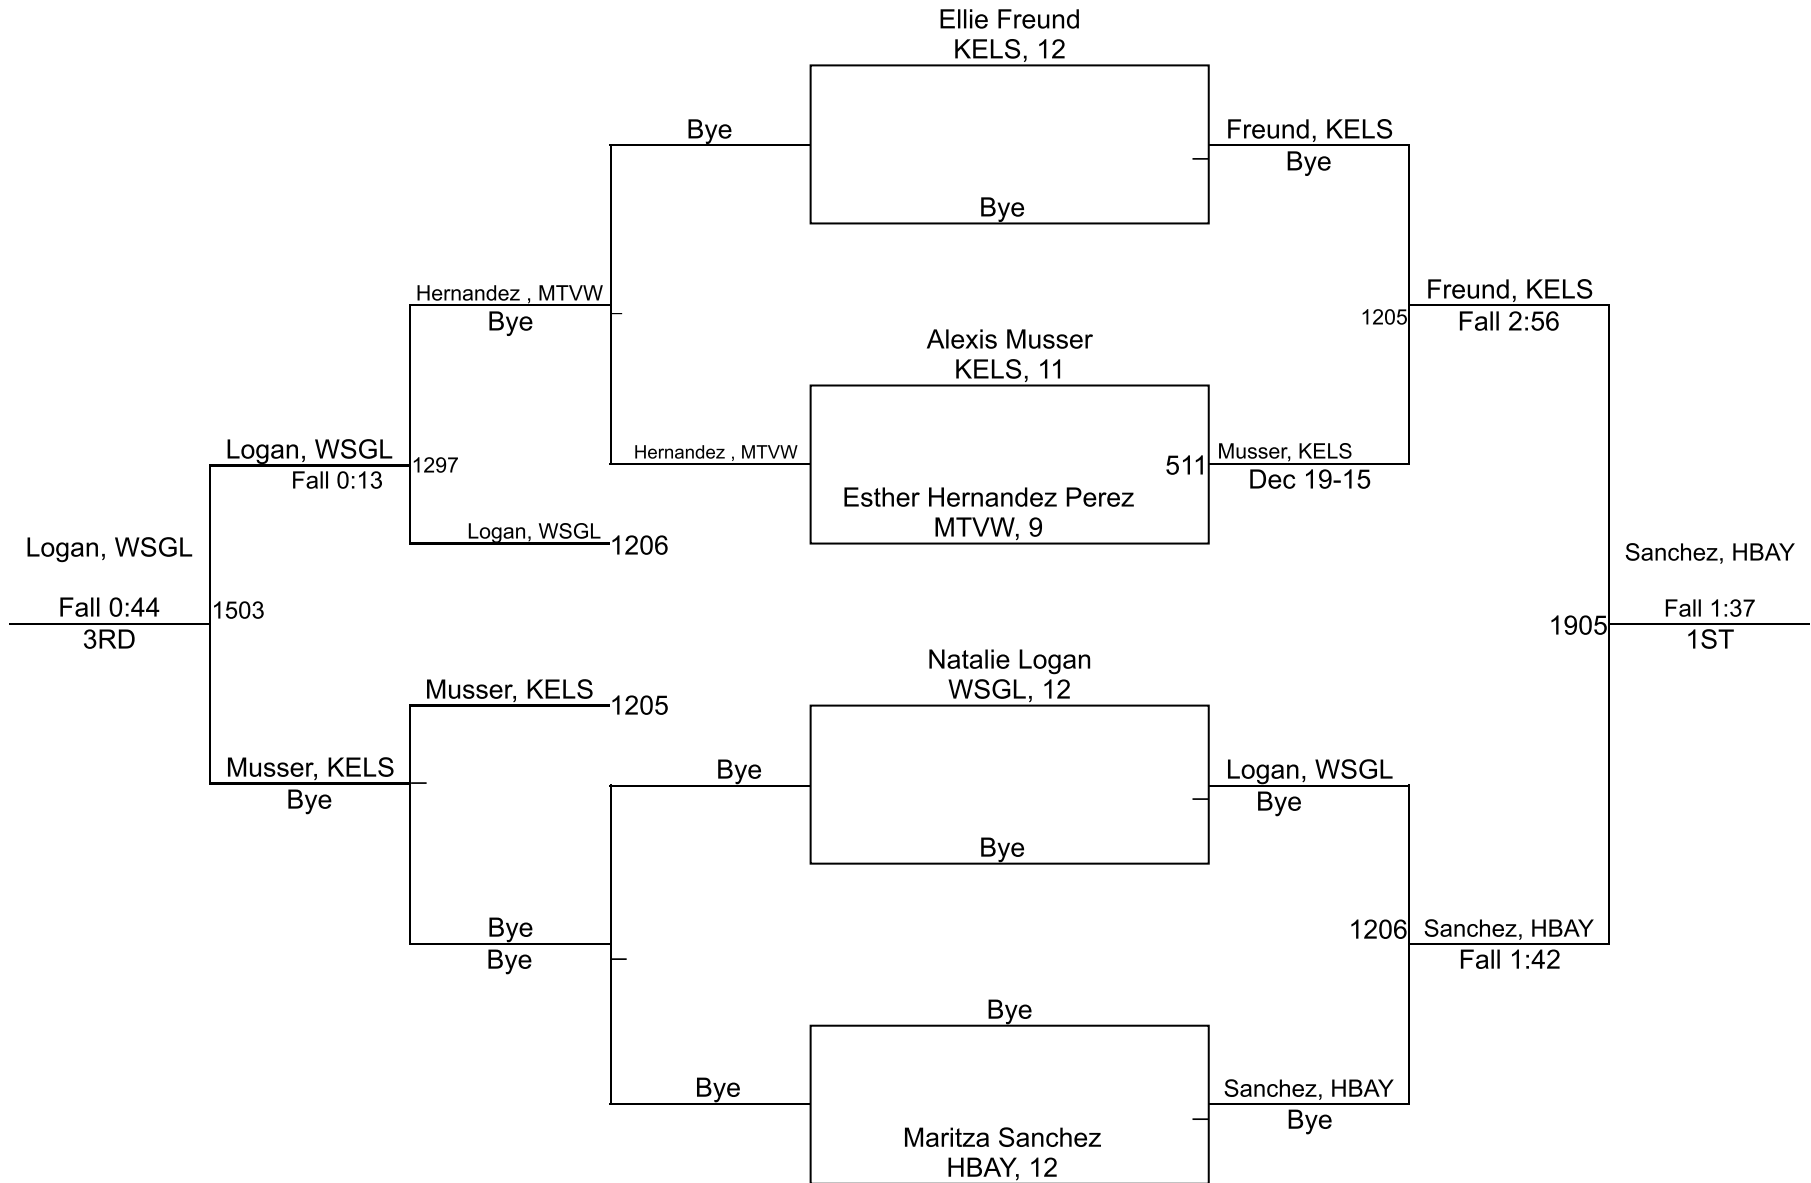 Ellie Freund
KELS, 12
Bye
Freund, KELS
Bye
Bye
Hernandez , MTVW
Bye
Freund, KELS
1205
Fall 2:56
Alexis Musser
KELS, 11
Logan, WSGL
1297
Fall 0:13
Hernandez , MTVW
511
Musser, KELS
Dec 19-15
Esther Hernandez Perez
MTVW, 9
Logan, WSGL
1206
Logan, WSGL
Fall 0:44
1503
3RD
Sanchez, HBAY
1905
Fall 1:37
1ST
Natalie Logan
WSGL, 12
Musser, KELS
1205
Musser, KELS
Bye
Bye
Logan, WSGL
Bye
Bye
Bye
Bye
1206
Sanchez, HBAY
Fall 1:42
Bye
Bye
Sanchez, HBAY
Bye
Maritza Sanchez
HBAY, 12